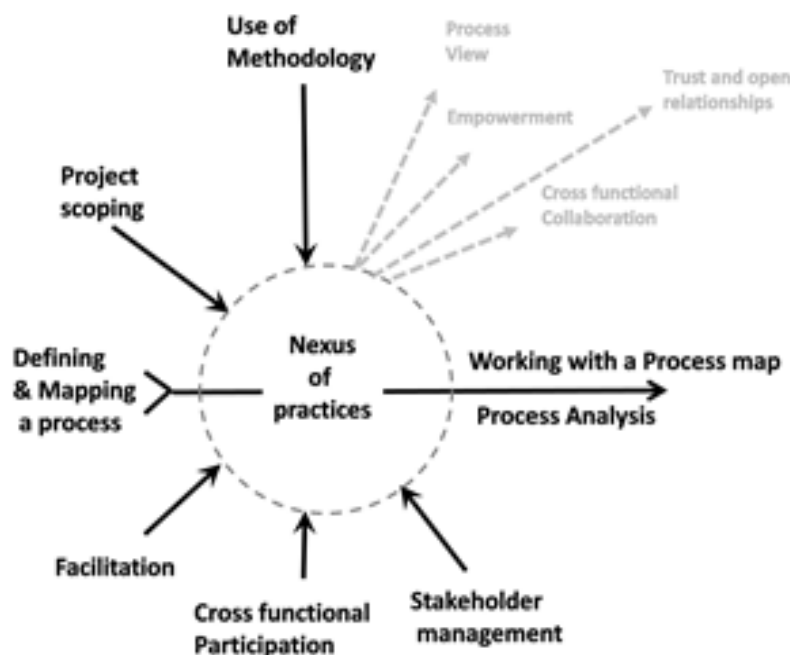 Use of
Methodology
Process
View
Trust and open
relationships
Empowerment
Project
scoping
Cross functional
Collaboration
Defining
& Mapping
a process
Nexus
of
practices
Working with a Process map
Process Analysis
Facilitation
Cross functional
Participation
Stakeholder
management